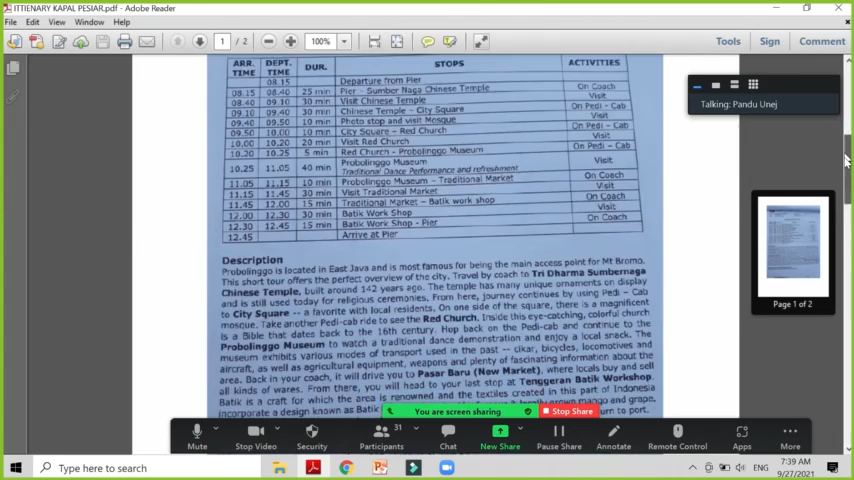 ITTIENARY KAPAL PESIAR.pdf - Adobe Reader
File Edit View Window Help
1 / 2 100% Tools Sign Comment
ARR. TIME DEPT. TIME DUR. STOPS ACTIVITIES
08.15 Departure from Pier
08.15 08.40 25 min Pier – Sumber Naga Chinese Temple On Coach
08.40 09.10 30 min Visit Chinese Temple Visit
09.10 09.40 30 min Chinese Temple – City Square On Pedi – Cab
09.40 09.50 10 min Photo stop and visit Mosque Visit
09.50 10.00 10 min City Square – Red Church On Pedi – Cab
10.00 10.20 20 min Visit Red Church Visit
10.20 10.25 5 min Red Church - Probolinggo Museum On Pedi – Cab
10.25 11.05 40 min Probolinggo Museum Visit
Traditional Dance Performance and refreshment
11.05 11.15 10 min Probolinggo Museum – Traditional Market On Coach
11.15 11.45 30 min Visit Traditional Market Visit
11.45 12.00 15 min Traditional Market – Batik work shop On Coach
12.00 12.30 30 min Batik Work Shop Visit
12.30 12.45 15 min Batik Work Shop - Pier On Coach
12.45 Arrive at Pier
Description
Probolinggo is located in East Java and is most famous for being the main access point for Mt Bromo.
This short tour offers the perfect overview of the city. Travel by coach to Tri Dharma Sumbernaga
Chinese Temple, built around 142 years ago. The temple has many unique ornaments on display
and is still used today for religious ceremonies. From here, journey continues by using Pedi – Cab
to City Square -- a favorite with local residents. On one side of the square, there is a magnificent
mosque. Take another Pedi-cab ride to see the Red Church. Inside this eye-catching, colorful church
is a Bible that dates back to the 16th century. Hop back on the Pedi-cab and continue to the
Probolinggo Museum to watch a traditional dance demonstration and enjoy a local snack. The
museum exhibits various modes of transport used in the past -- cikar, bicycles, locomotives and
aircraft, as well as agricultural equipment, weapons and plenty of fascinating information about the
area. Back in your coach, it will drive you to Pasar Baru (New Market), where locals buy and sell
all kinds of wares. From there, you will head to your last stop at Tenggeran Batik Workshop.
Batik is a craft for which the area is renowned and the textiles created in this part of Indonesia
incorporate a design known as Batik locally grown mango and grape.
urn to port.
Talking: Pandu Unej
Page 1 of 2
You are screen sharing Stop Share
31
Mute Stop Video Security Participants Chat New Share Pause Share Annotate Remote Control Apps More
Type here to search ENG 7:39 AM
9/27/2021